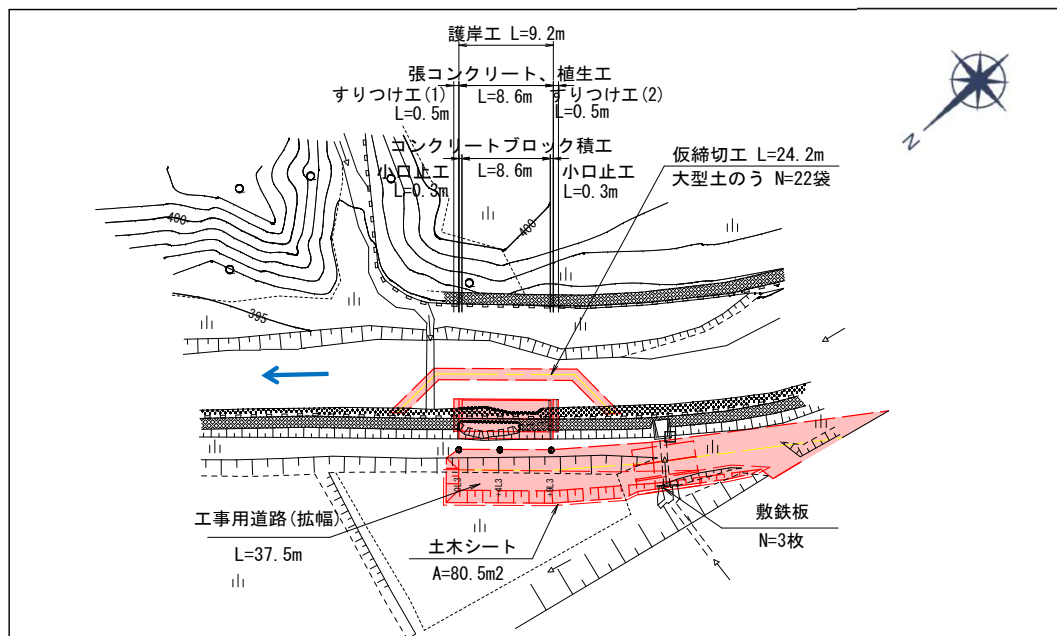 護岸工 L=9.2m
張コンクリート、植生工
すりつけ工(1)
L=8.6m
すりつけ工(2)
L=0.5m
L=0.5m
コンクリートブロック積工
小口止工
L=8.6m
小口止工
L=0.3m
L=0.3m
仮締切工 L=24.2m
大型土のう N=22袋
N
400
400
395
+4L3
+9L3
工事用道路(拡幅)
L=37.5m
土木シート
A=80.5m2
敷鉄板
N=3枚